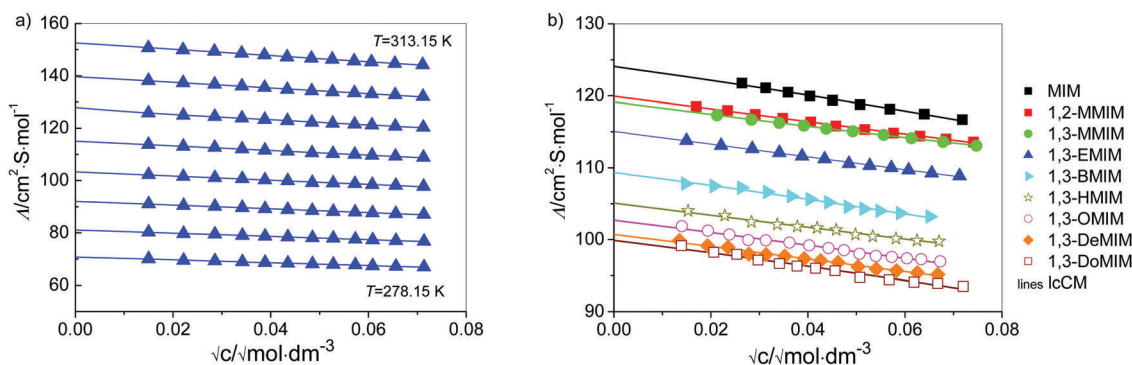 a)
Λ/cm²·S·mol⁻¹
160
140
120
100
80
60
T=313.15 K
T=278.15 K
0.00 0.02 0.04 0.06 0.08
√c/√mol·dm⁻³
b)
Λ/cm²·S·mol⁻¹
130
120
110
100
90
0.00 0.02 0.04 0.06 0.08
√c/√mol·dm⁻³
MIM
1,2-MMIM
1,3-MMIM
1,3-EMIM
1,3-BMIM
1,3-HMIM
1,3-OMIM
1,3-DeMIM
1,3-DoMIM
lines IcCM